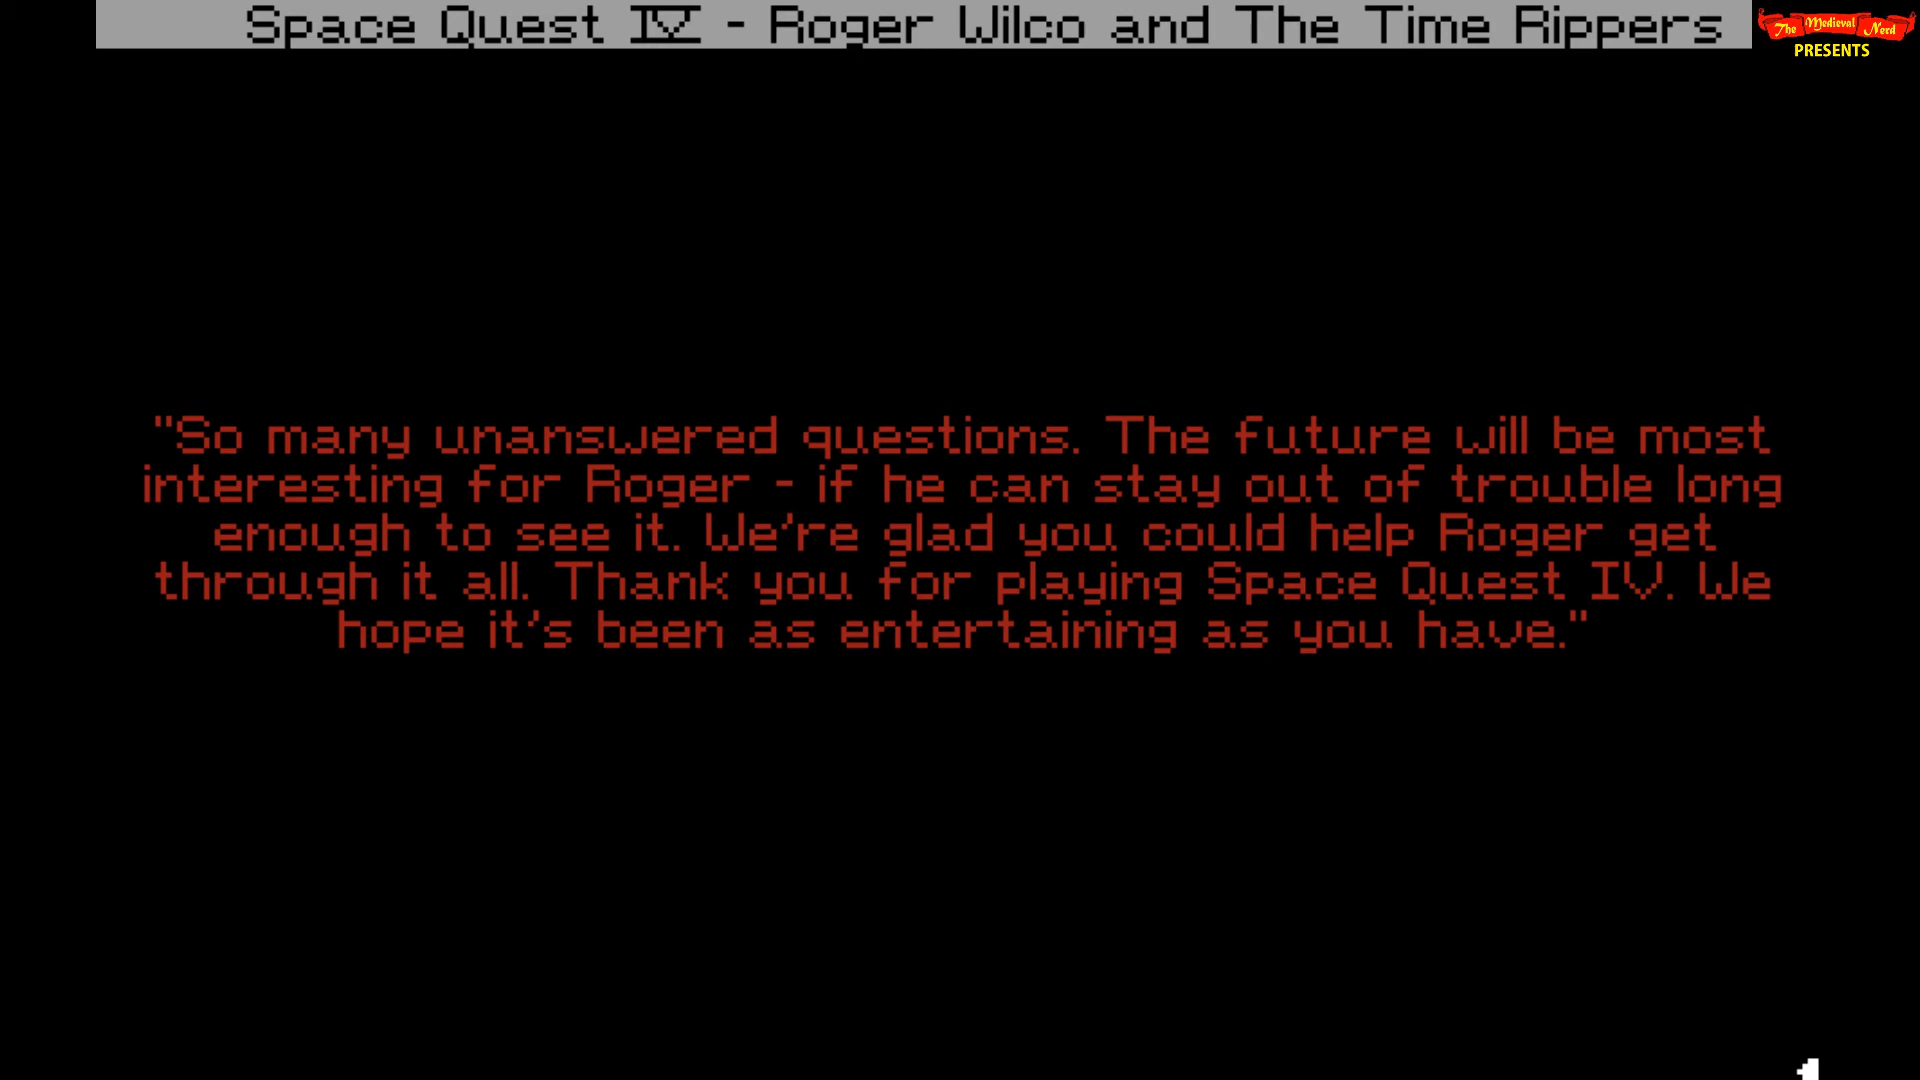 Space Quest IV - Roger Wilco and The Time Rippers
The Medieval Nerd
PRESENTS
"So many unanswered questions. The future will be most
interesting for Roger - if he can stay out of trouble long
enough to see it. We're glad you could help Roger get
through it all. Thank you for playing Space Quest IV. We
hope it's been as entertaining as you have."